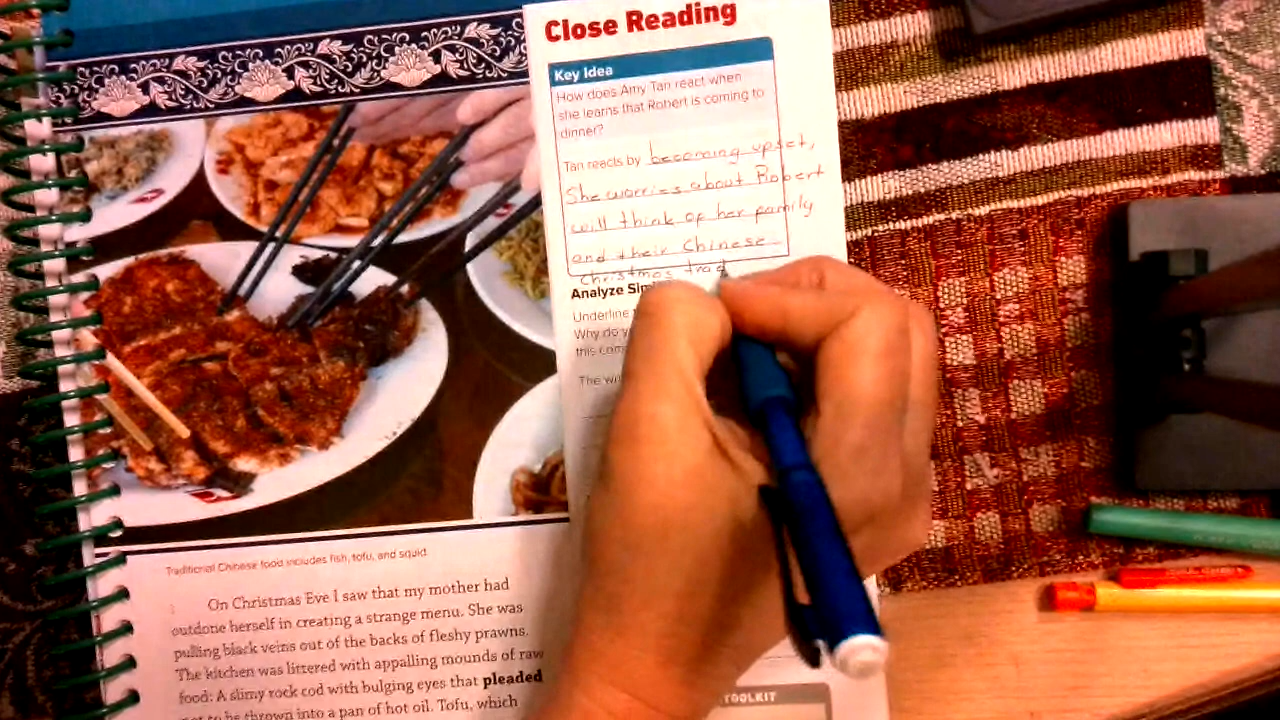 Close Reading
Key Idea
How does Amy Tan react when
she learns that Robert is coming to
dinner?
Tan reacts by becoming upset,
She worries about Robert
will think of her family
and their Chinese
Christmas trad
Analyze
Underline
Why do
this com
The
Traditional Chinese food includes fish, tofu, and squid.
On Christmas Eve I saw that my mother had
outdone herself in creating a strange menu. She was
pulling black veins out of the backs of fleshy prawns.
The kitchen was littered with appalling mounds of raw
food: A slimy rock cod with bulging eyes that pleaded
not to be thrown into a pan of hot oil. Tofu, which
TOOLKIT